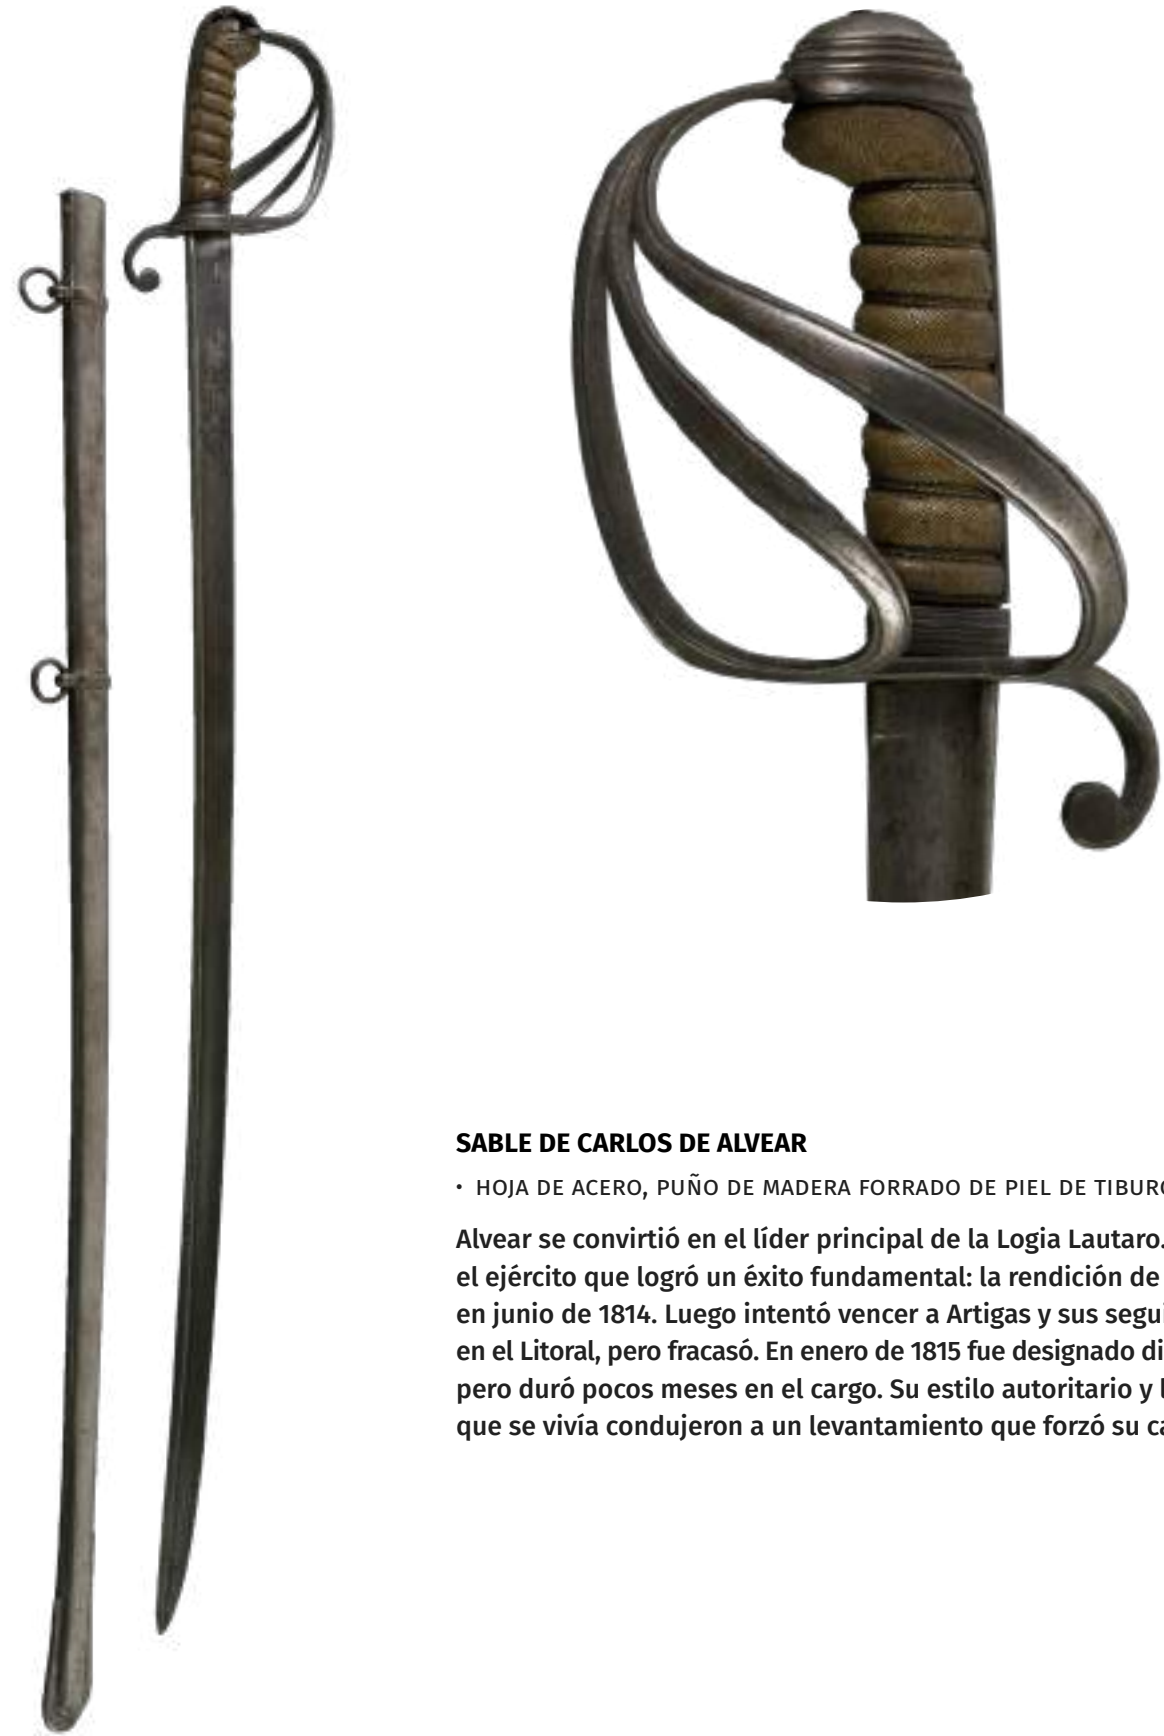 SABLE DE CARLOS DE ALVEAR
• HOJA DE ACERO, PUÑO DE MADERA FORRADO DE PIEL DE
Alvear se convirtió en el líder principal de la Logia Lautaro.
el ejército que logró un éxito fundamental: la rendición de
en junio de 1814. Luego intentó vencer a Artigas y sus
en el Litoral, pero fracasó. En enero de 1815 fue designado
pero duró pocos meses en el cargo. Su estilo autoritario y
que se vivía condujeron a un levantamiento que forzó su